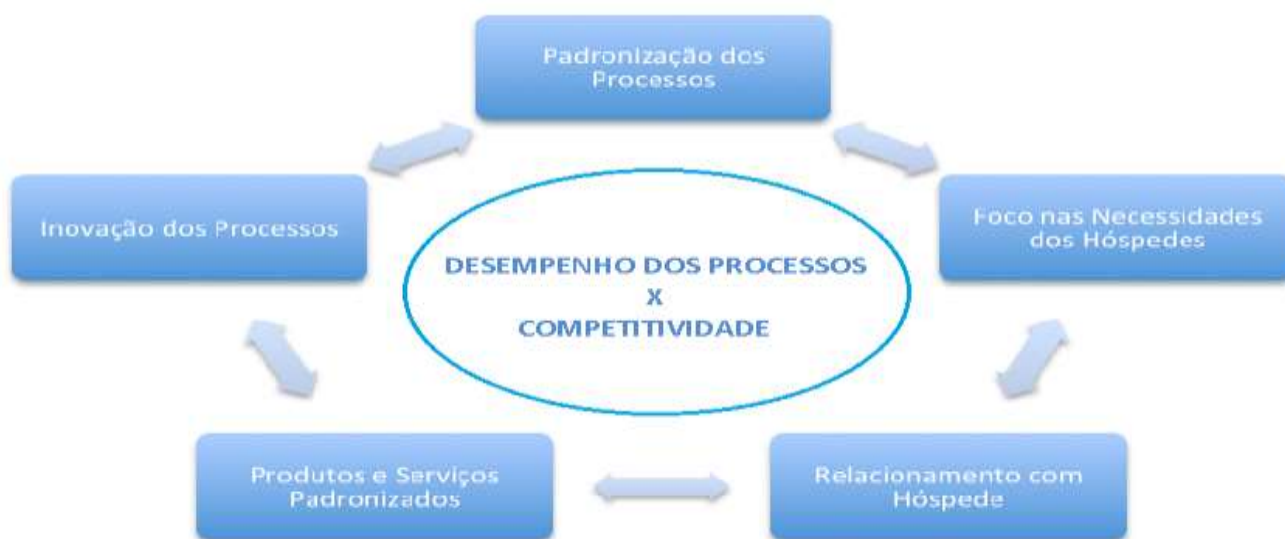 Padronização dos
Processos
Inovação dos Processos
Foco nas Necessidades
dos Hóspedes
DESEMPENHO DOS PROCESSOS
X
COMPETITIVIDADE
Produtos e Serviços
Padronizados
Relacionamento com
Hóspede